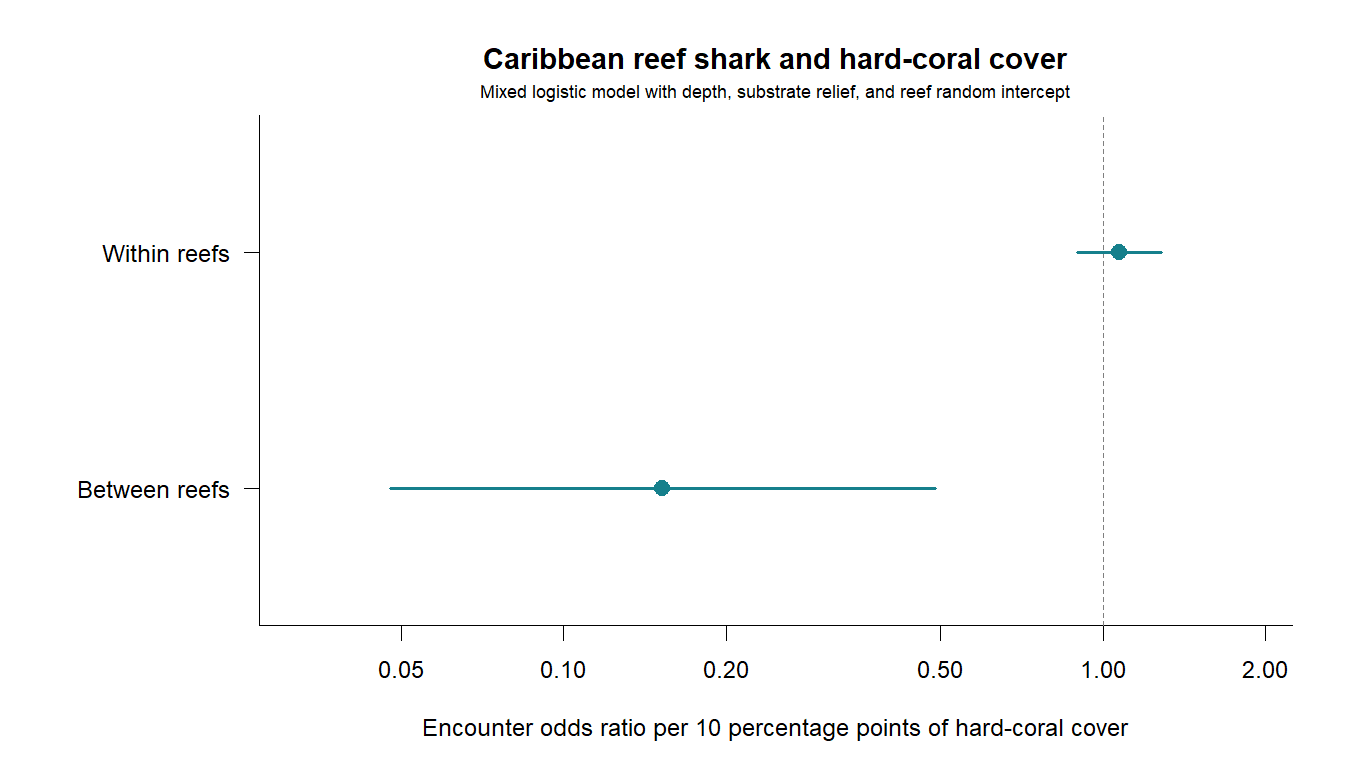 Caribbean reef shark and hard-coral cover
Mixed logistic model with depth, substrate relief, and reef random intercept
Within reefs
Between reefs
0.05 0.10 0.20 0.50 1.00 2.00
Encounter odds ratio per 10 percentage points of hard-coral cover